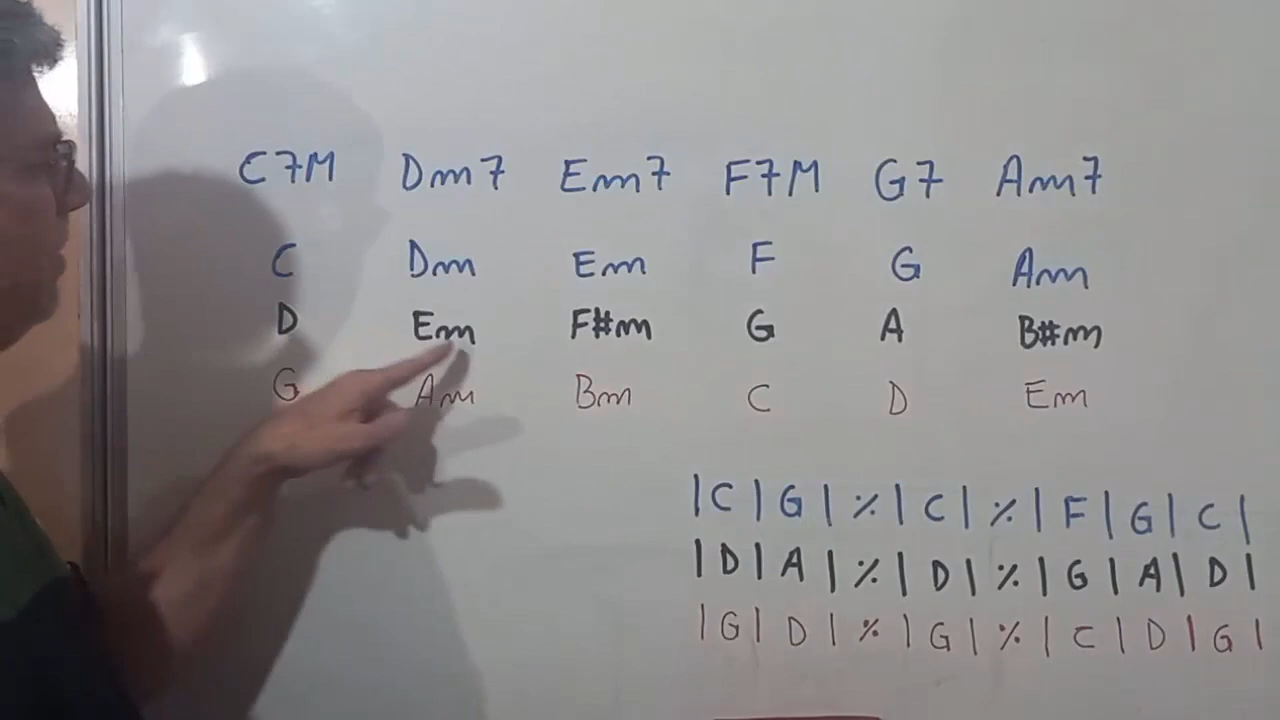 C7M Dm7 Em7 F7M G7 Am7
C Dm Em F G Am
D Em F#m G A B#m
G Am Bm C D Em
|C|G|٪|C|٪|F|G|C|
|D|A|٪|D|٪|G|A|D|
|G|D|٪|G|٪|C|D|G|